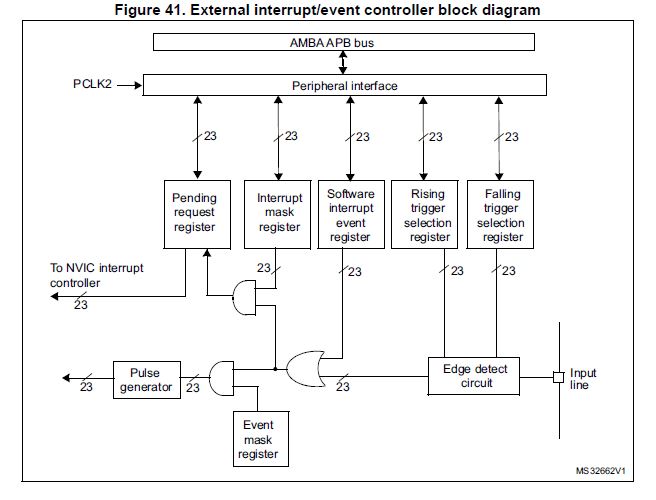 Figure 41. External interrupt/event controller block diagram
AMBA APB bus
PCLK2
Peripheral interface
23
23
23
23
23
Pending
request
register
Interrupt
mask
register
Software
interrupt
event
register
Rising
trigger
selection
register
Falling
trigger
selection
register
To NVIC interrupt
controller
23
23
23
23
23
Pulse
generator
23
23
23
Edge detect
circuit
Input
line
Event
mask
register
MS32662V1